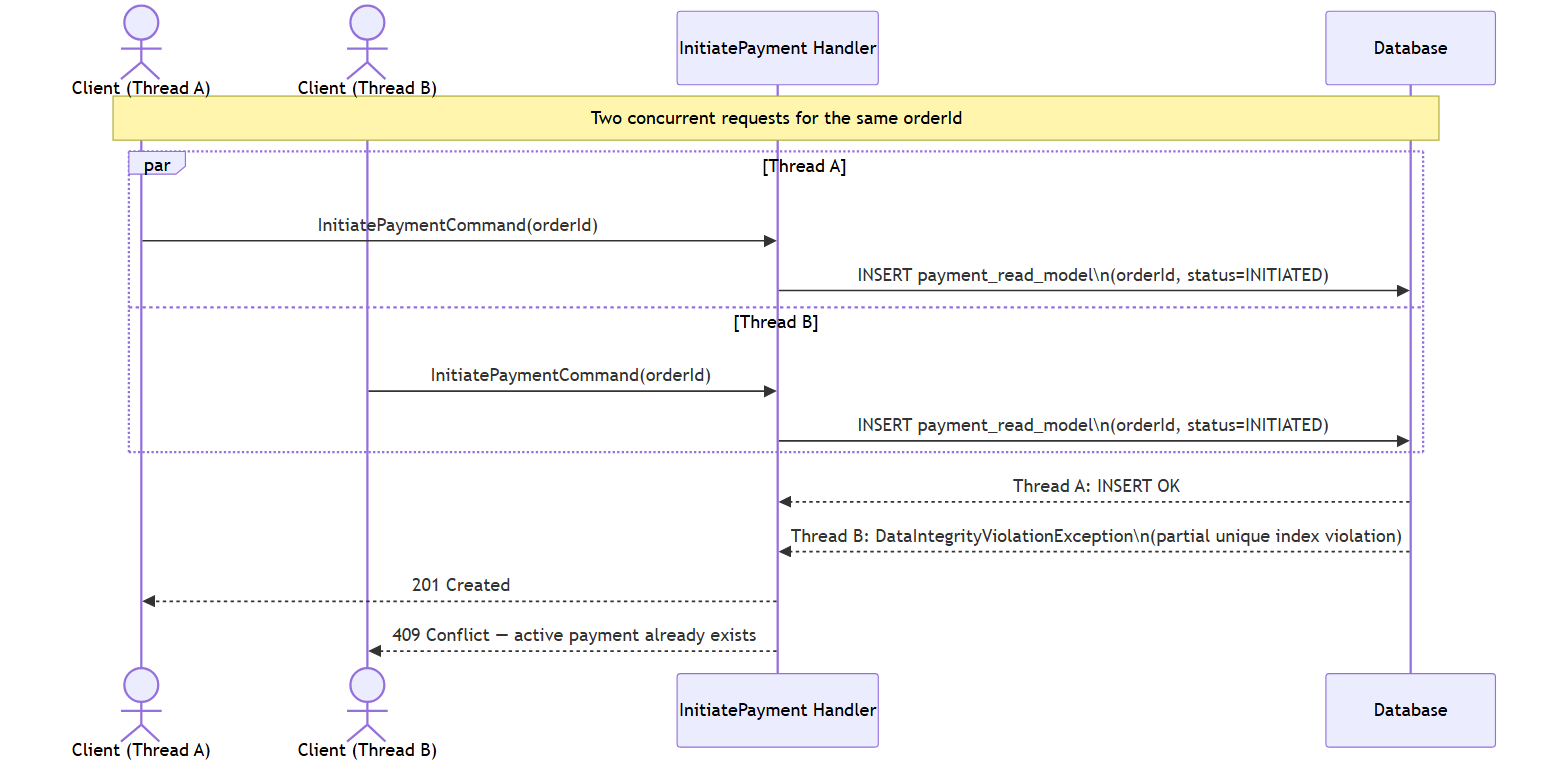 Client (Thread A)
Client (Thread B)
InitiatePayment Handler
Database
Two concurrent requests for the same orderId
par
[Thread A]
InitiatePaymentCommand(orderId)
INSERT payment_read_model\n(orderId, status=INITIATED)
[Thread B]
InitiatePaymentCommand(orderId)
INSERT payment_read_model\n(orderId, status=INITIATED)
Thread A: INSERT OK
Thread B: DataIntegrityViolationException\n(partial unique index violation)
201 Created
409 Conflict — active payment already exists
Client (Thread A)
Client (Thread B)
InitiatePayment Handler
Database